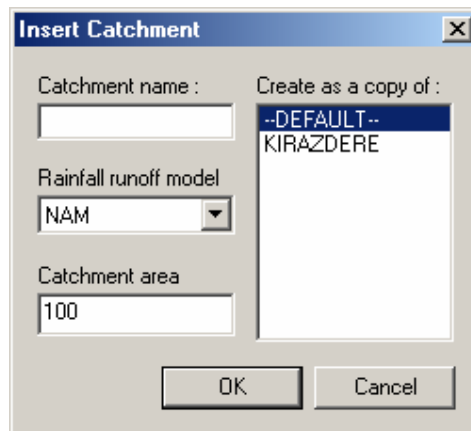 Insert Catchment
Catchment name :
Create as a copy of :
--DEFAULT--
KIRAZDERE
Rainfall runoff model
NAM
Catchment area
100
OK
Cancel